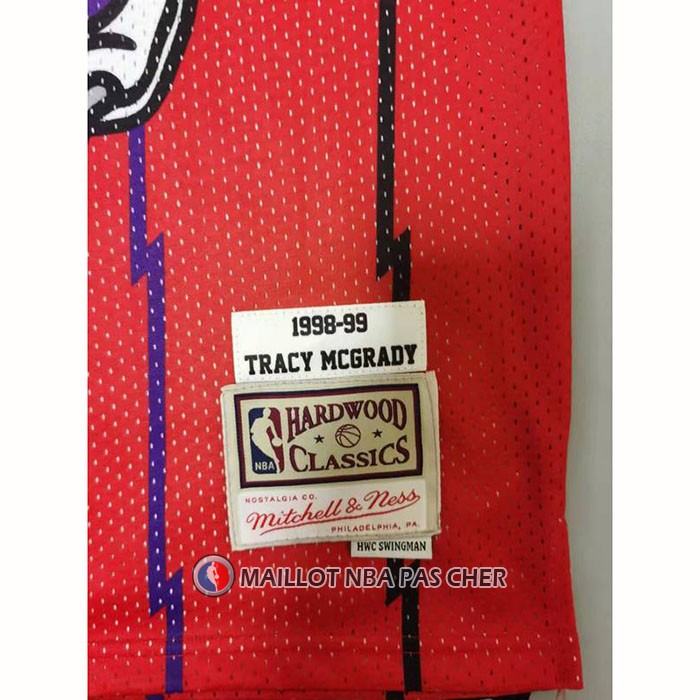 1998-99
TRACY MCGRADY
HARDWOOD
CLASSICS
NBA
NOSTALGIA CO.
Mitchell & Ness
PHILADELPHIA, PA.
HWC SWINGMAN
MAILLOT NBA PAS CHER